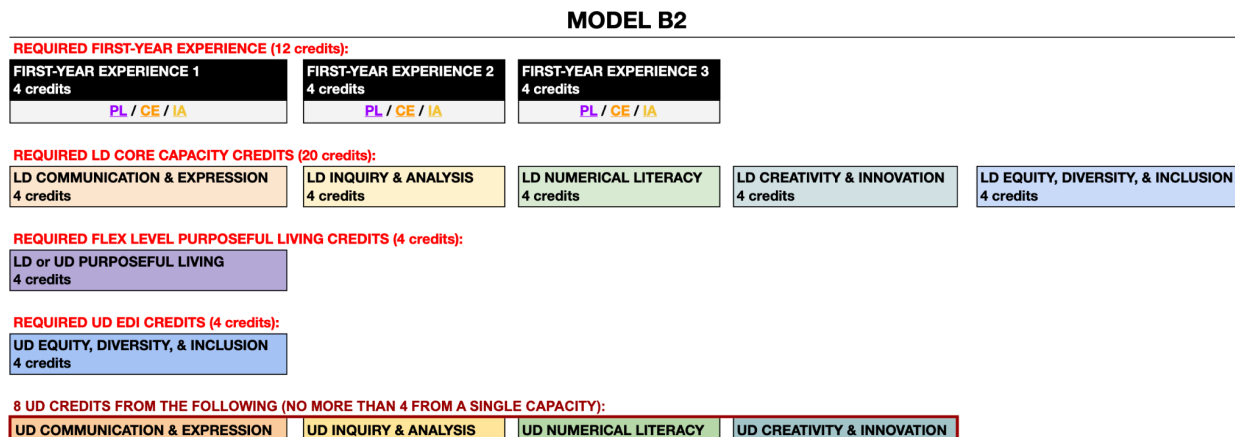 MODEL B2
REQUIRED FIRST-YEAR EXPERIENCE (12 credits):
FIRST-YEAR EXPERIENCE 1
4 credits
PL / CE / IA
FIRST-YEAR EXPERIENCE 2
4 credits
PL / CE / IA
FIRST-YEAR EXPERIENCE 3
4 credits
PL / CE / IA
REQUIRED LD CORE CAPACITY CREDITS (20 credits):
LD COMMUNICATION & EXPRESSION
4 credits
LD INQUIRY & ANALYSIS
4 credits
LD NUMERICAL LITERACY
4 credits
LD CREATIVITY & INNOVATION
4 credits
LD EQUITY, DIVERSITY, & INCLUSION
4 credits
REQUIRED FLEX LEVEL PURPOSEFUL LIVING CREDITS (4 credits):
LD or UD PURPOSEFUL LIVING
4 credits
REQUIRED UD EDI CREDITS (4 credits):
UD EQUITY, DIVERSITY, & INCLUSION
4 credits
8 UD CREDITS FROM THE FOLLOWING (NO MORE THAN 4 FROM A SINGLE CAPACITY):
UD COMMUNICATION & EXPRESSION
UD INQUIRY & ANALYSIS
UD NUMERICAL LITERACY
UD CREATIVITY & INNOVATION